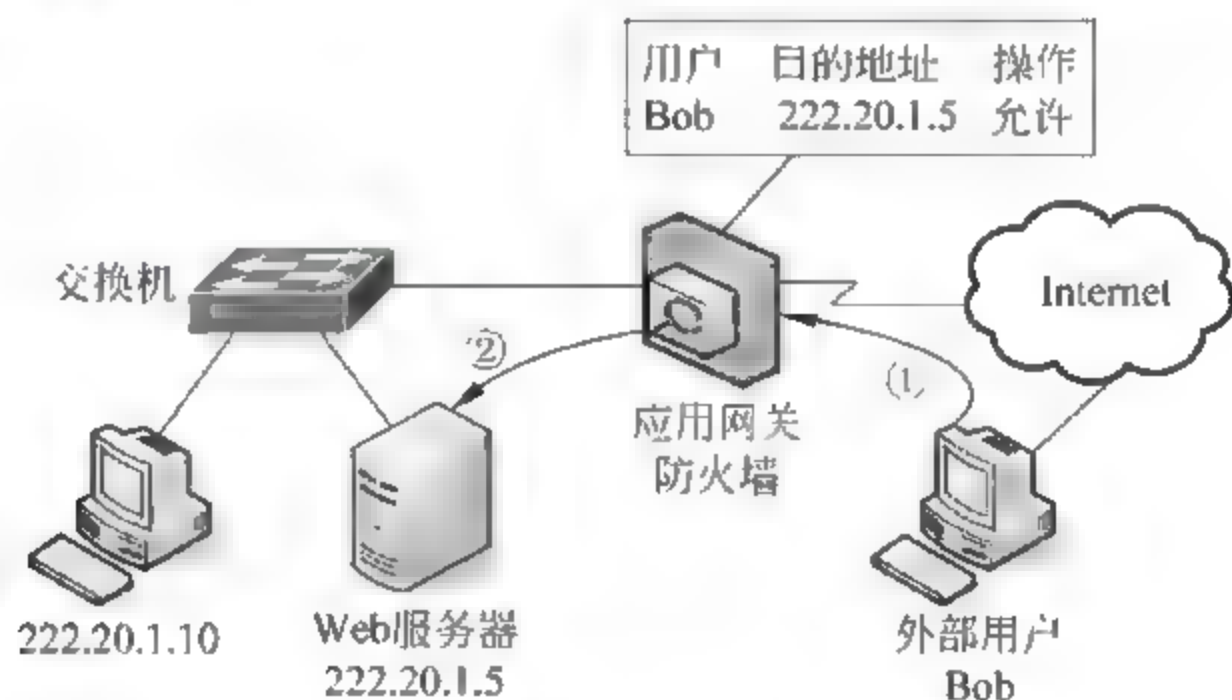 用户 目的地址 操作
Bob 222.20.1.5 允许
交换机
Internet
②
①
应用网关
防火墙
222.20.1.10
Web服务器
222.20.1.5
外部用户
Bob